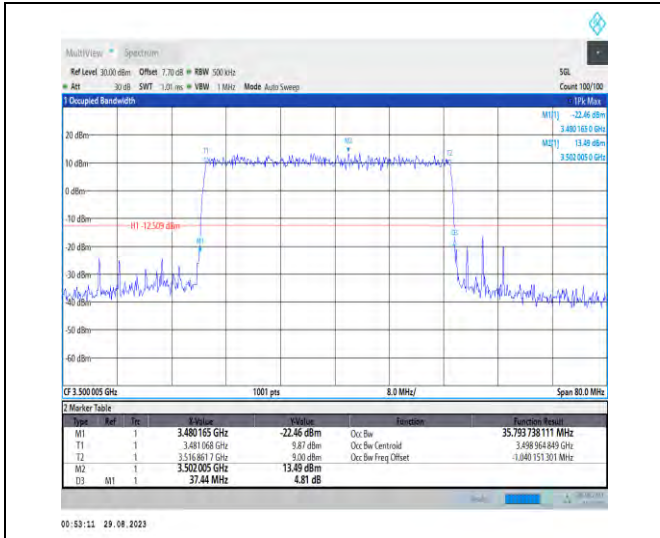 MultiView Spectrum
Ref Level 30.00 dBm Offset 7.70 dB RBW 500 kHz SGL
Att 30 dB SWT 1.01 ms VBW 1 MHz Mode Auto Sweep Count 100/100
1 Occupied Bandwidth 1Pk Max
M1[1] -22.46 dBm
3.480 165 0 GHz
M2[1] 13.49 dBm
3.502 005 0 GHz
20 dBm
T1 M2 T2
10 dBm
0 dBm
-10 dBm
H1 -12.509 dBm
M1 D3
-20 dBm
-30 dBm
-40 dBm
-50 dBm
-60 dBm
CF 3.500 005 GHz 1001 pts 8.0 MHz/ Span 80.0 MHz
2 Marker Table
Type Ref Trc X-Value Y-Value Function Function Result
M1 1 3.480165 GHz -22.46 dBm Occ Bw 35.793 738 111 MHz
T1 1 3.481 068 GHz 9.87 dBm Occ Bw Centroid 3.498 964 849 GHz
T2 1 3.516 861 7 GHz 9.00 dBm Occ Bw Freq Offset -1.040 151 301 MHz
M2 1 3.502 005 GHz 13.49 dBm
D3 M1 1 37.44 MHz 4.81 dB
00:53:11 29.08.2023